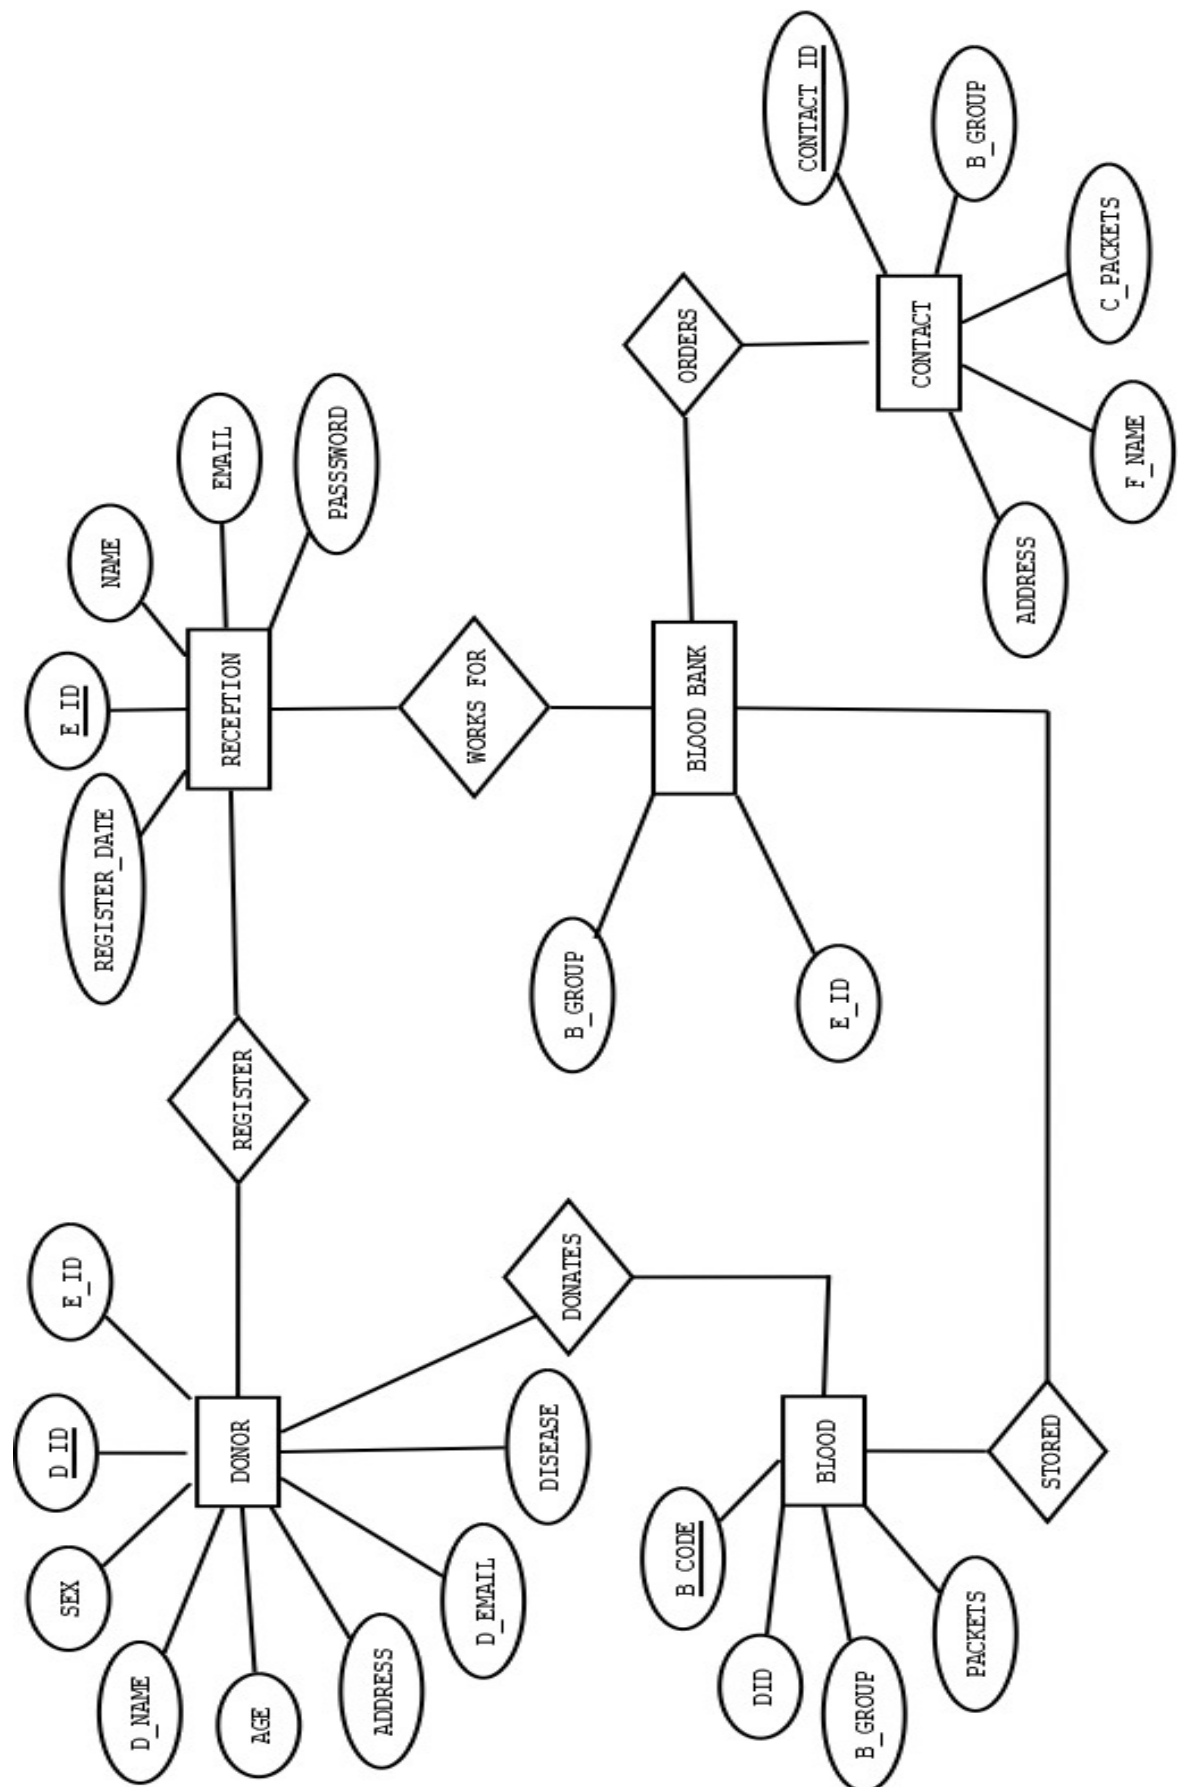 D_ID
E_ID
SEX
D_NAME
AGE
ADDRESS
D_EMAIL
DISEASE
DONOR
REGISTER
REGISTER_DATE
E_ID
NAME
EMAIL
PASSSWORD
RECEPTION
WORKS FOR
DONATES
B_GROUP
E_ID
BLOOD BANK
ORDERS
CONTACT_ID
B_GROUP
C_PACKETS
F_NAME
ADDRESS
CONTACT
B_CODE
DID
B_GROUP
PACKETS
BLOOD
STORED